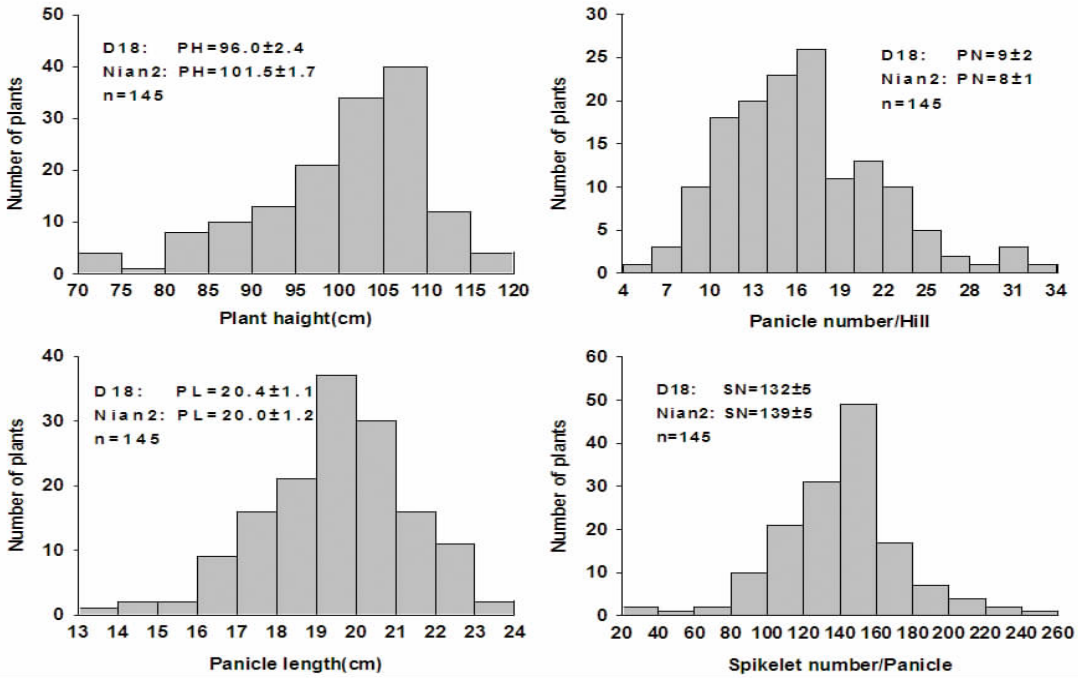 50
40
30
20
10
0
Number of plants
D18: PH=96.0±2.4
Nian2: PH=101.5±1.7
n=145
70 75 80 85 90 95 100 105 110 115 120
Plant haight(cm)
30
25
20
15
10
5
0
Number of plants
D18: PN=9±2
Nian2: PN=8±1
n=145
4 7 10 13 16 19 22 25 28 31 34
Panicle number/Hill
40
30
20
10
0
Number of plants
D18: PL=20.4±1.1
Nian2: PL=20.0±1.2
n=145
13 14 15 16 17 18 19 20 21 22 23 24
Panicle length(cm)
60
50
40
30
20
10
0
Number of plants
D18: SN=132±5
Nian2: SN=139±5
n=145
20 40 60 80 100 120 140 160 180 200 220 240 260
Spikelet number/Panicle